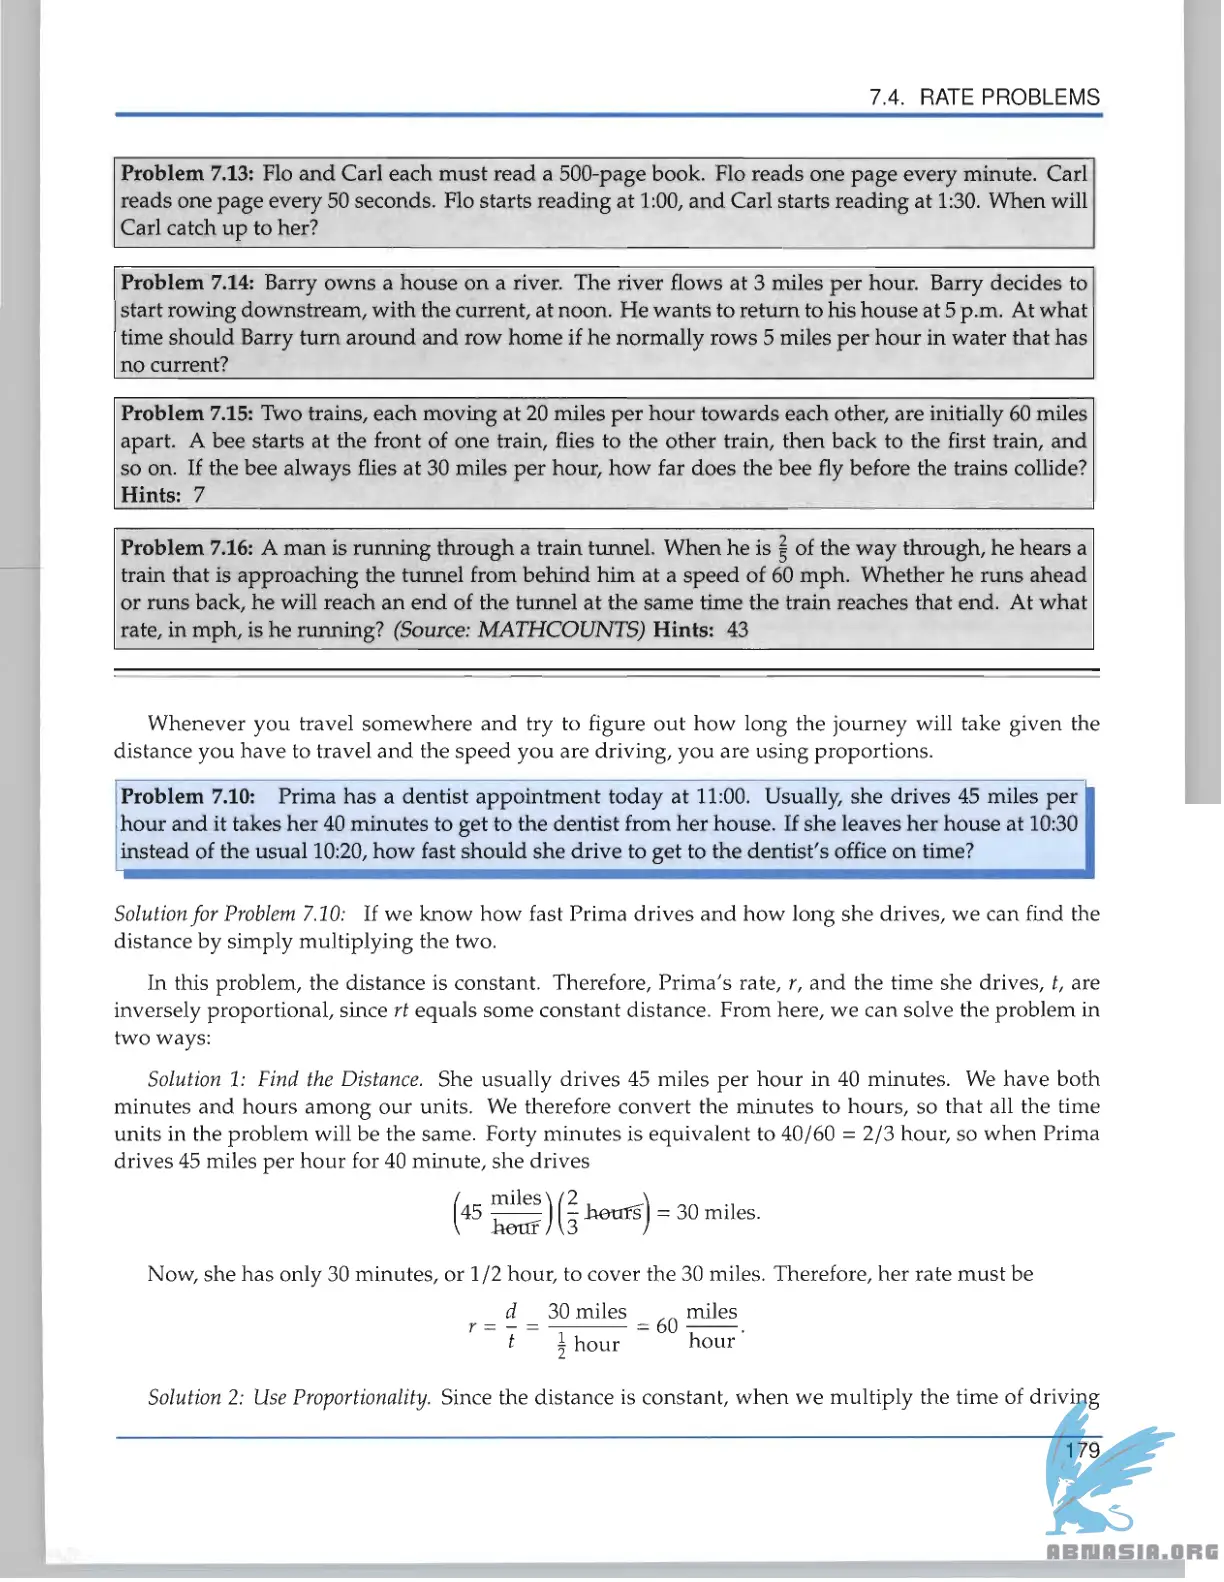 7.4. RATE PROBLEMS
Problem 7.13: Flo and Carl each must read a 500-page book. Flo reads one page every minute. Carl
reads one page every 50 seconds. Flo starts reading at 1:00, and Carl starts reading at 1:30. When will
Carl catch up to her?
Problem 7.14: Barry owns a house on a river. The river flows at 3 miles per hour. Barry decides to
start rowing downstream, with the current, at noon. He wants to return to his house at 5 p.m. At what
time should Barry turn around and row home if he normally rows 5 miles per hour in water that has
no current?
Problem 7.15: Two trains, each moving at 20 miles per hour towards each other, are initially 60 miles
apart. A bee starts at the front of one train, flies to the other train, then back to the first train, and
so on. If the bee always flies at 30 miles per hour, how far does the bee fly before the trains collide?
Hints: 7
Problem 7.16: A man is running through a train tunnel. When he is 2/5 of the way through, he hears a
train that is approaching the tunnel from behind him at a speed of 60 mph. Whether he runs ahead
or runs back, he will reach an end of the tunnel at the same time the train reaches that end. At what
rate, in mph, is he running? (Source: MATHCOUNTS) Hints: 43
Whenever you travel somewhere and try to figure out how long the journey will take given the
distance you have to travel and the speed you are driving, you are using proportions.
Problem 7.10: Prima has a dentist appointment today at 11:00. Usually, she drives 45 miles per
hour and it takes her 40 minutes to get to the dentist from her house. If she leaves her house at 10:30
instead of the usual 10:20, how fast should she drive to get to the dentist's office on time?
Solution for Problem 7.10: If we know how fast Prima drives and how long she drives, we can find the
distance by simply multiplying the two.
In this problem, the distance is constant. Therefore, Prima's rate, r, and the time she drives, t, are
inversely proportional, since rt equals some constant distance. From here, we can solve the problem in
two ways:
Solution 1: Find the Distance. She usually drives 45 miles per hour in 40 minutes. We have both
minutes and hours among our units. We therefore convert the minutes to hours, so that all the time
units in the problem will be the same. Forty minutes is equivalent to 40/60 = 2/3 hour, so when Prima
drives 45 miles per hour for 40 minute, she drives
(45 miles/hour)(2/3 hours) = 30 miles.
Now, she has only 30 minutes, or 1/2 hour, to cover the 30 miles. Therefore, her rate must be
r = d/t = 30 miles / 1/2 hour = 60 miles/hour.
Solution 2: Use Proportionality. Since the distance is constant, when we multiply the time of driving
179
ABMASIA.ORG